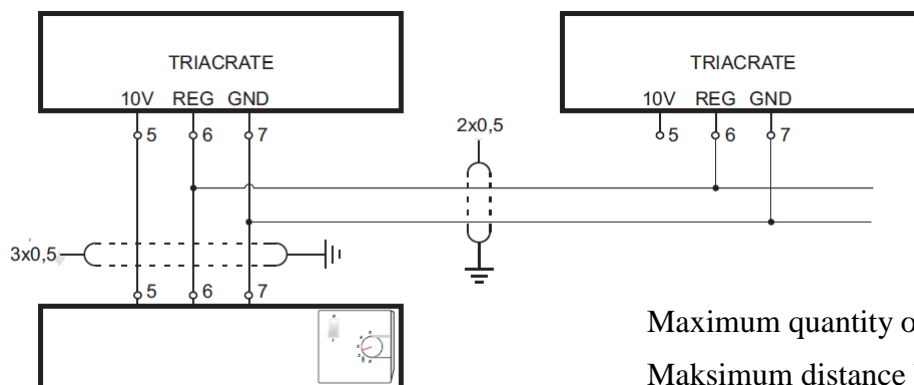 TRIACRATE TRIACRATE
10V REG GND 10V REG GND
5 6 7 2x0,5 5 6 7
3x0,5
5 6 7
Maximum quantity o
Maksimum distance